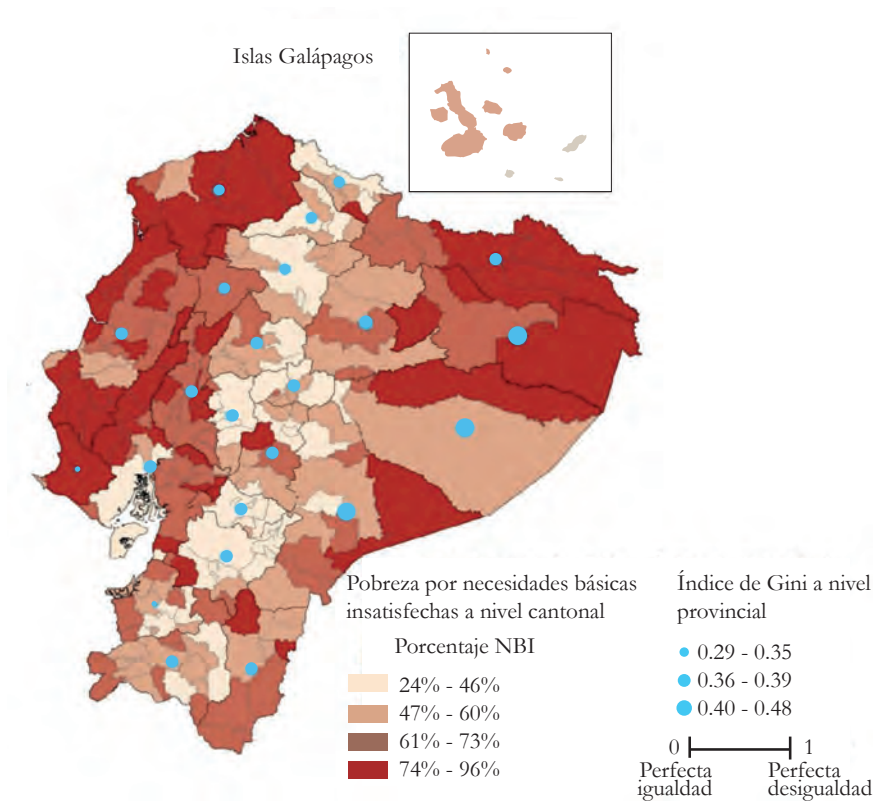 Islas Galápagos
Pobreza por necesidades básicas
insatisfechas a nivel cantonal
Porcentaje NBI
24% - 46%
47% - 60%
61% - 73%
74% - 96%
Índice de Gini a nivel
provincial
0.29 - 0.35
0.36 - 0.39
0.40 - 0.48
0 1
Perfecta igualdad
Perfecta desigualdad